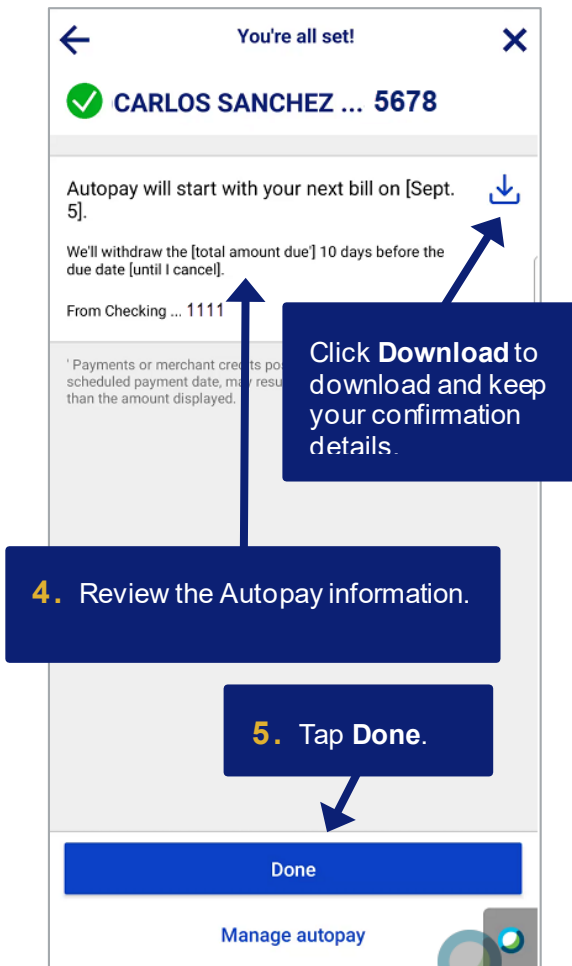 You're all set!
CARLOS SANCHEZ ... 5678
Autopay will start with your next bill on [Sept.
5].
We'll withdraw the [total amount due'] 10 days before the
due date [until I cancel].
From Checking ... 1111
Click Download to
download and keep
your confirmation
details.
' Payments or merchant credits
scheduled payment date, may
than the amount displayed.
4. Review the Autopay information.
5. Tap Done.
Done
Manage autopay